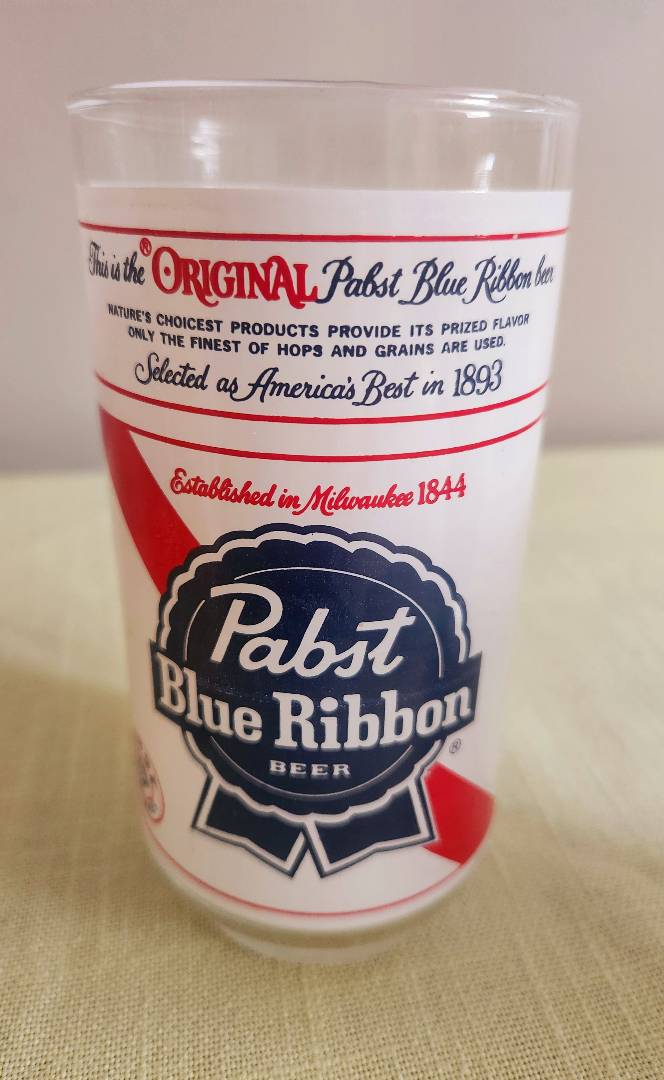 This is the ® ORIGINAL Pabst Blue Ribbon beer
NATURE'S CHOICEST PRODUCTS PROVIDE ITS PRIZED FLAVOR
ONLY THE FINEST OF HOPS AND GRAINS ARE USED.
Selected as America's Best in 1893
Established in Milwaukee 1844
Pabst
Blue Ribbon
BEER
®